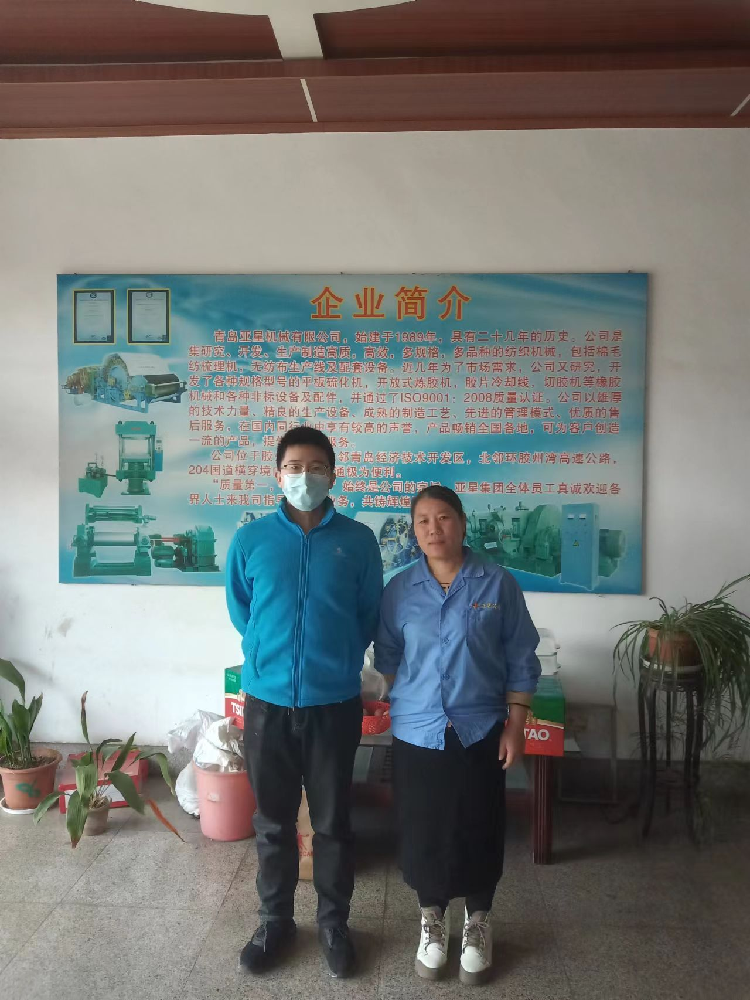 企业简介
青岛亚星机械有限公司，始建于1989年，具有二十几年的历史。公司是
集研究、开发、生产制造高质，高效，多规格，多品种的纺织机械，包括棉毛
纺梳理机，无纺布生产线及配套设备。近几年为了市场需求，公司又研究，开
发了各种规格型号的平板硫化机，开放式炼胶机，胶片冷却线，切胶机等橡胶
机械和各种非标设备及配件，并通过了ISO9001：2008质量认证。公司以雄厚
的技术力量、精良的生产设备、成熟的制造工艺、先进的管理模式、优质的售
后服务，在国内同行业中享有较高的声誉，产品畅销全国各地，可为客户创造
一流的产品，提 服务。
公司位于胶 邻青岛经济技术开发区，北邻环胶州湾高速公路，
204国道横穿境 通极为便利。
“质量第一， 始终是公司的宗旨，亚星集团全体员工真诚欢迎各
界人士来我司指导 业务，共铸辉煌
TSI
TAO